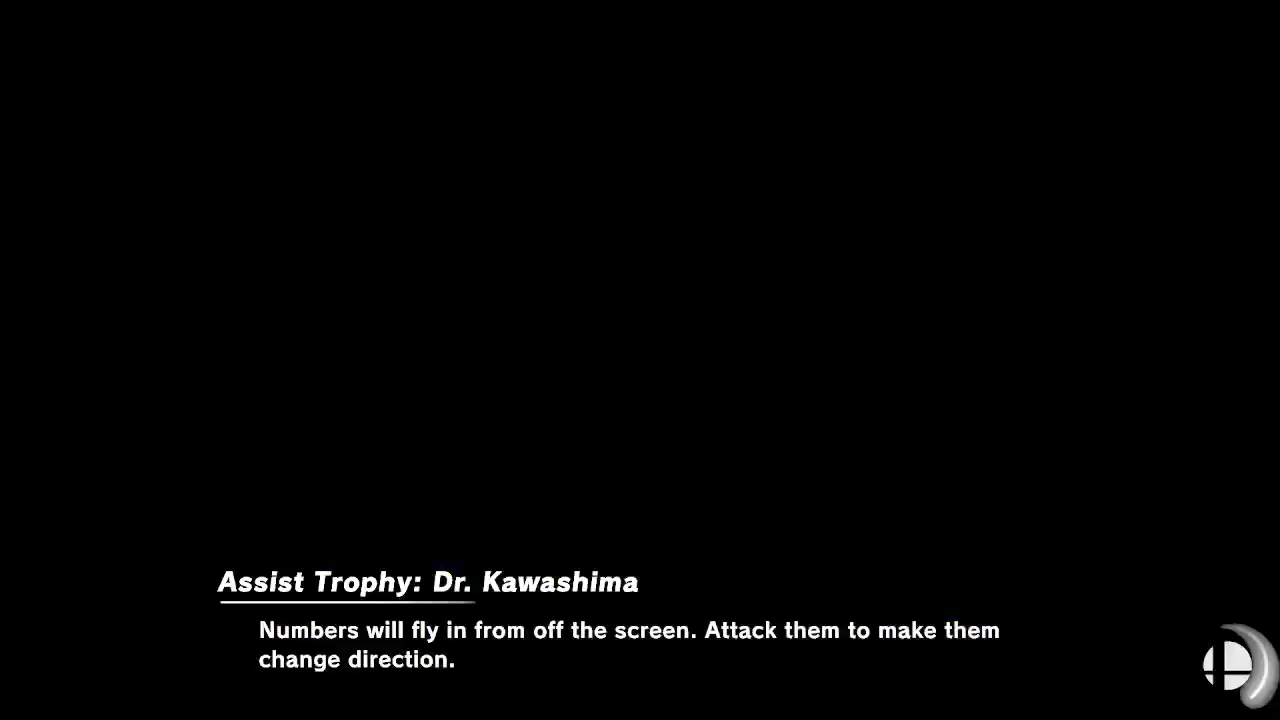 Assist Trophy: Dr. Kawashima
Numbers will fly in from off the screen. Attack them to make them
change direction.